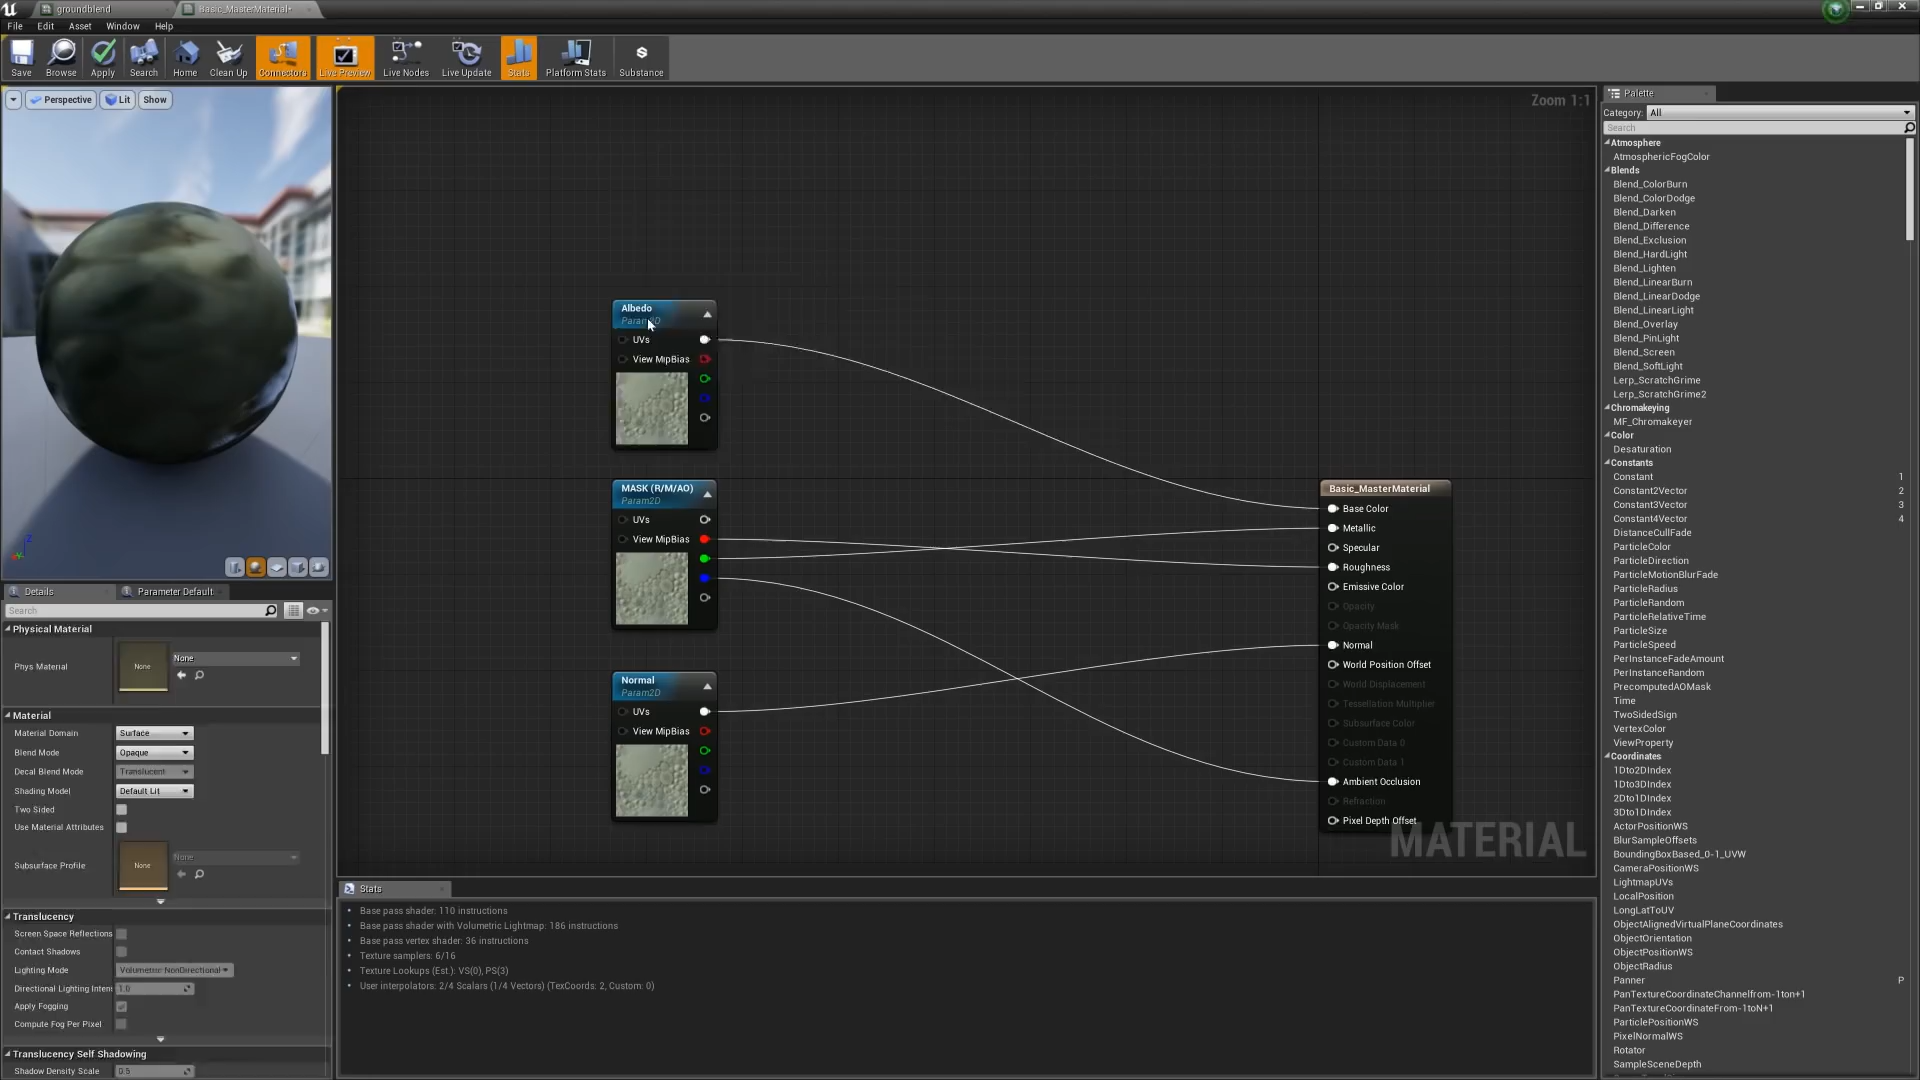 groundblend
Basic_MasterMaterial*
File Edit Asset Window Help
Save Browse Apply Search Home Clean Up Connectors Live Preview Live Nodes Live Update Stats Platform Stats Substance
Perspective Lit Show
Zoom 1:1
Albedo
Param2D
UVs
View MipBias
MASK (R/M/AO)
Param2D
UVs
View MipBias
Normal
Param2D
UVs
View MipBias
Basic_MasterMaterial
Base Color
Metallic
Specular
Roughness
Emissive Color
Opacity
Opacity Mask
Normal
World Position Offset
World Displacement
Tessellation Multiplier
Subsurface Color
Custom Data 0
Custom Data 1
Ambient Occlusion
Refraction
Pixel Depth Offset
MATERIAL
Details Parameter Default
Search
Physical Material
Phys Material None None
Material
Material Domain Surface
Blend Mode Opaque
Decal Blend Mode Translucent
Shading Model Default Lit
Two Sided
Use Material Attributes
Subsurface Profile None None
Translucency
Screen Space Reflections
Contact Shadows
Lighting Mode Volumetric NonDirectional
Directional Lighting Inten 1.0
Apply Fogging
Compute Fog Per Pixel
Translucency Self Shadowing
Shadow Density Scale 0.5
Stats
Base pass shader: 110 instructions
Base pass shader with Volumetric Lightmap: 186 instructions
Base pass vertex shader: 36 instructions
Texture samplers: 6/16
Texture Lookups (Est.): VS(0), PS(3)
User interpolators: 2/4 Scalars (1/4 Vectors) (TexCoords: 2, Custom: 0)
Palette
Category: All
Search
Atmosphere
AtmosphericFogColor
Blends
Blend_ColorBurn
Blend_ColorDodge
Blend_Darken
Blend_Difference
Blend_Exclusion
Blend_HardLight
Blend_Lighten
Blend_LinearBurn
Blend_LinearDodge
Blend_LinearLight
Blend_Overlay
Blend_PinLight
Blend_Screen
Blend_SoftLight
Lerp_ScratchGrime
Lerp_ScratchGrime2
Chromakeying
MF_Chromakeyer
Color
Desaturation
Constants
Constant 1
Constant2Vector 2
Constant3Vector 3
Constant4Vector 4
DistanceCullFade
ParticleColor
ParticleDirection
ParticleMotionBlurFade
ParticleRadius
ParticleRandom
ParticleRelativeTime
ParticleSize
ParticleSpeed
PerInstanceFadeAmount
PerInstanceRandom
PrecomputedAOMask
Time
TwoSidedSign
VertexColor
ViewProperty
Coordinates
1Dto2DIndex
1Dto3DIndex
2Dto1DIndex
3Dto1DIndex
ActorPositionWS
BlurSampleOffsets
BoundingBoxBased_0-1_UVW
CameraPositionWS
LightmapUVs
LocalPosition
LongLatToUV
ObjectAlignedVirtualPlaneCoordinates
ObjectOrientation
ObjectPositionWS
ObjectRadius
Panner P
PanTextureCoordinateChannelfrom-1ton+1
PanTextureCoordinateFrom-1toN+1
ParticlePositionWS
PixelNormalWS
Rotator
SampleSceneDepth